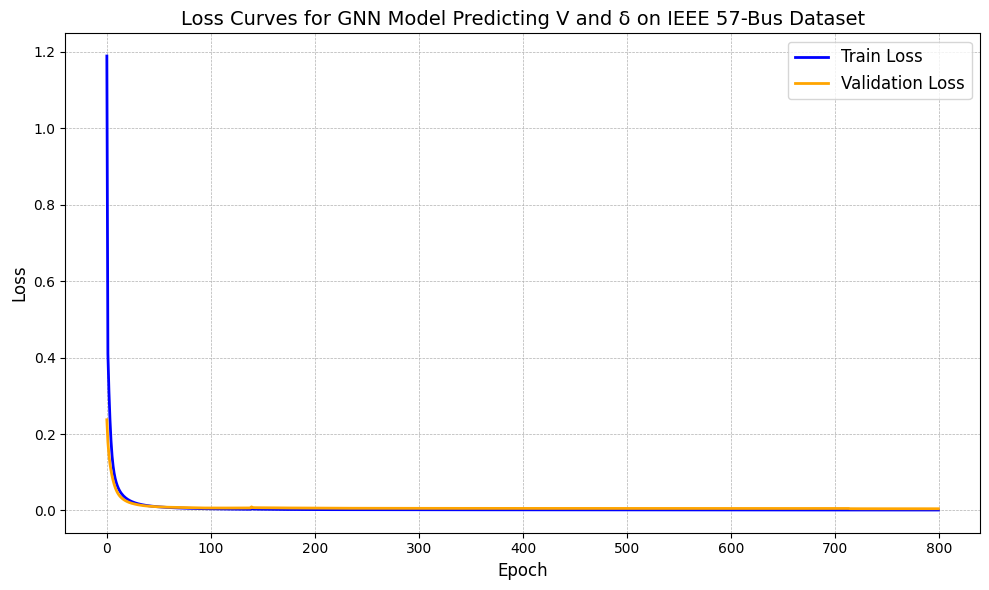 Loss Curves for GNN Model Predicting V and δ on IEEE 57-Bus Dataset
Train Loss
Validation Loss
Loss
1.2
1.0
0.8
0.6
0.4
0.2
0.0
0 100 200 300 400 500 600 700 800
Epoch